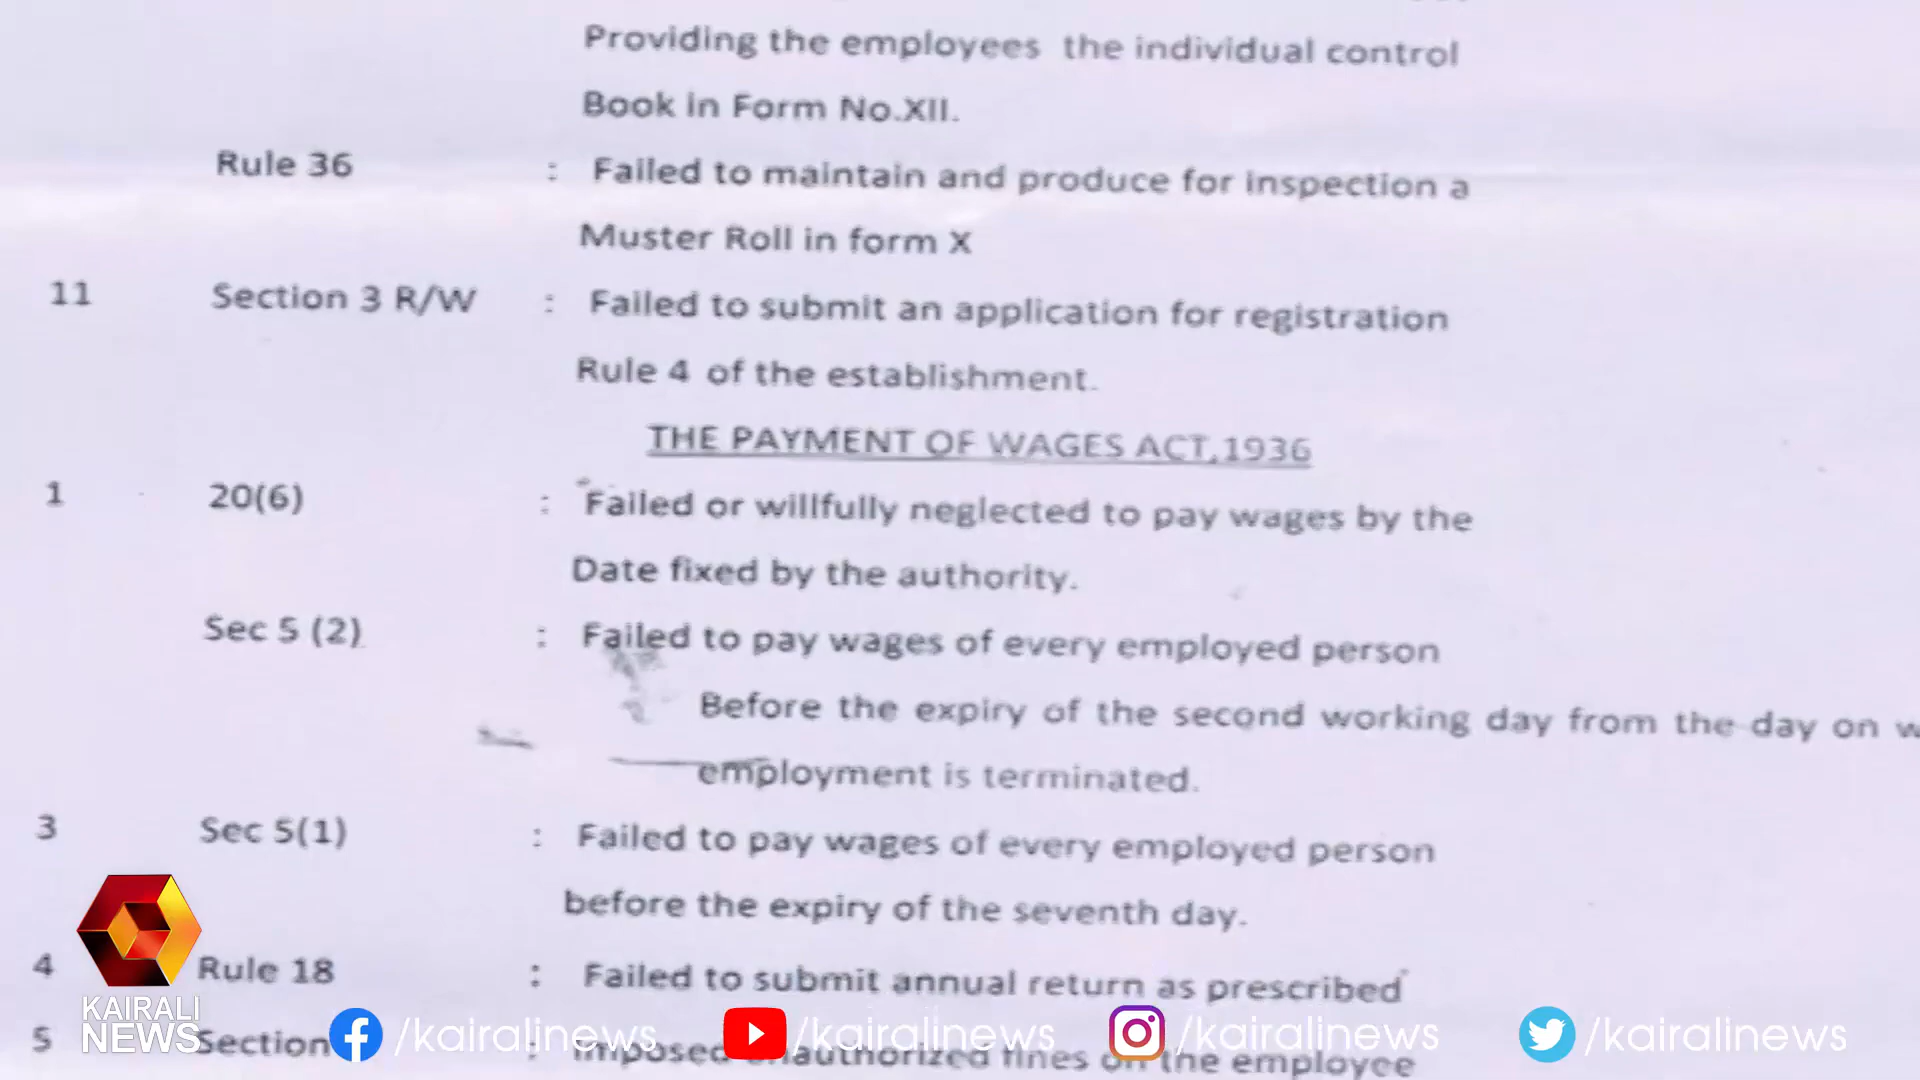 Providing the employees the individual control
Book in Form No.XII.
Rule 36 : Failed to maintain and produce for inspection a
Muster Roll in form X
11 Section 3 R/W : Failed to submit an application for registration
Rule 4 of the establishment.
THE PAYMENT OF WAGES ACT,1936
1 20(6) : Failed or willfully neglected to pay wages by the
Date fixed by the authority.
Sec 5 (2) : Failed to pay wages of every employed person
Before the expiry of the second working day from the day on
employment is terminated.
3 Sec 5(1) : Failed to pay wages of every employed person
before the expiry of the seventh day.
4 Rule 18 : Failed to submit annual return as prescribed
5 Section : Imposed unauthorized fines on the employee
KAIRALI
NEWS
/kairalinews /kairalinews /kairalinews /kairalinews